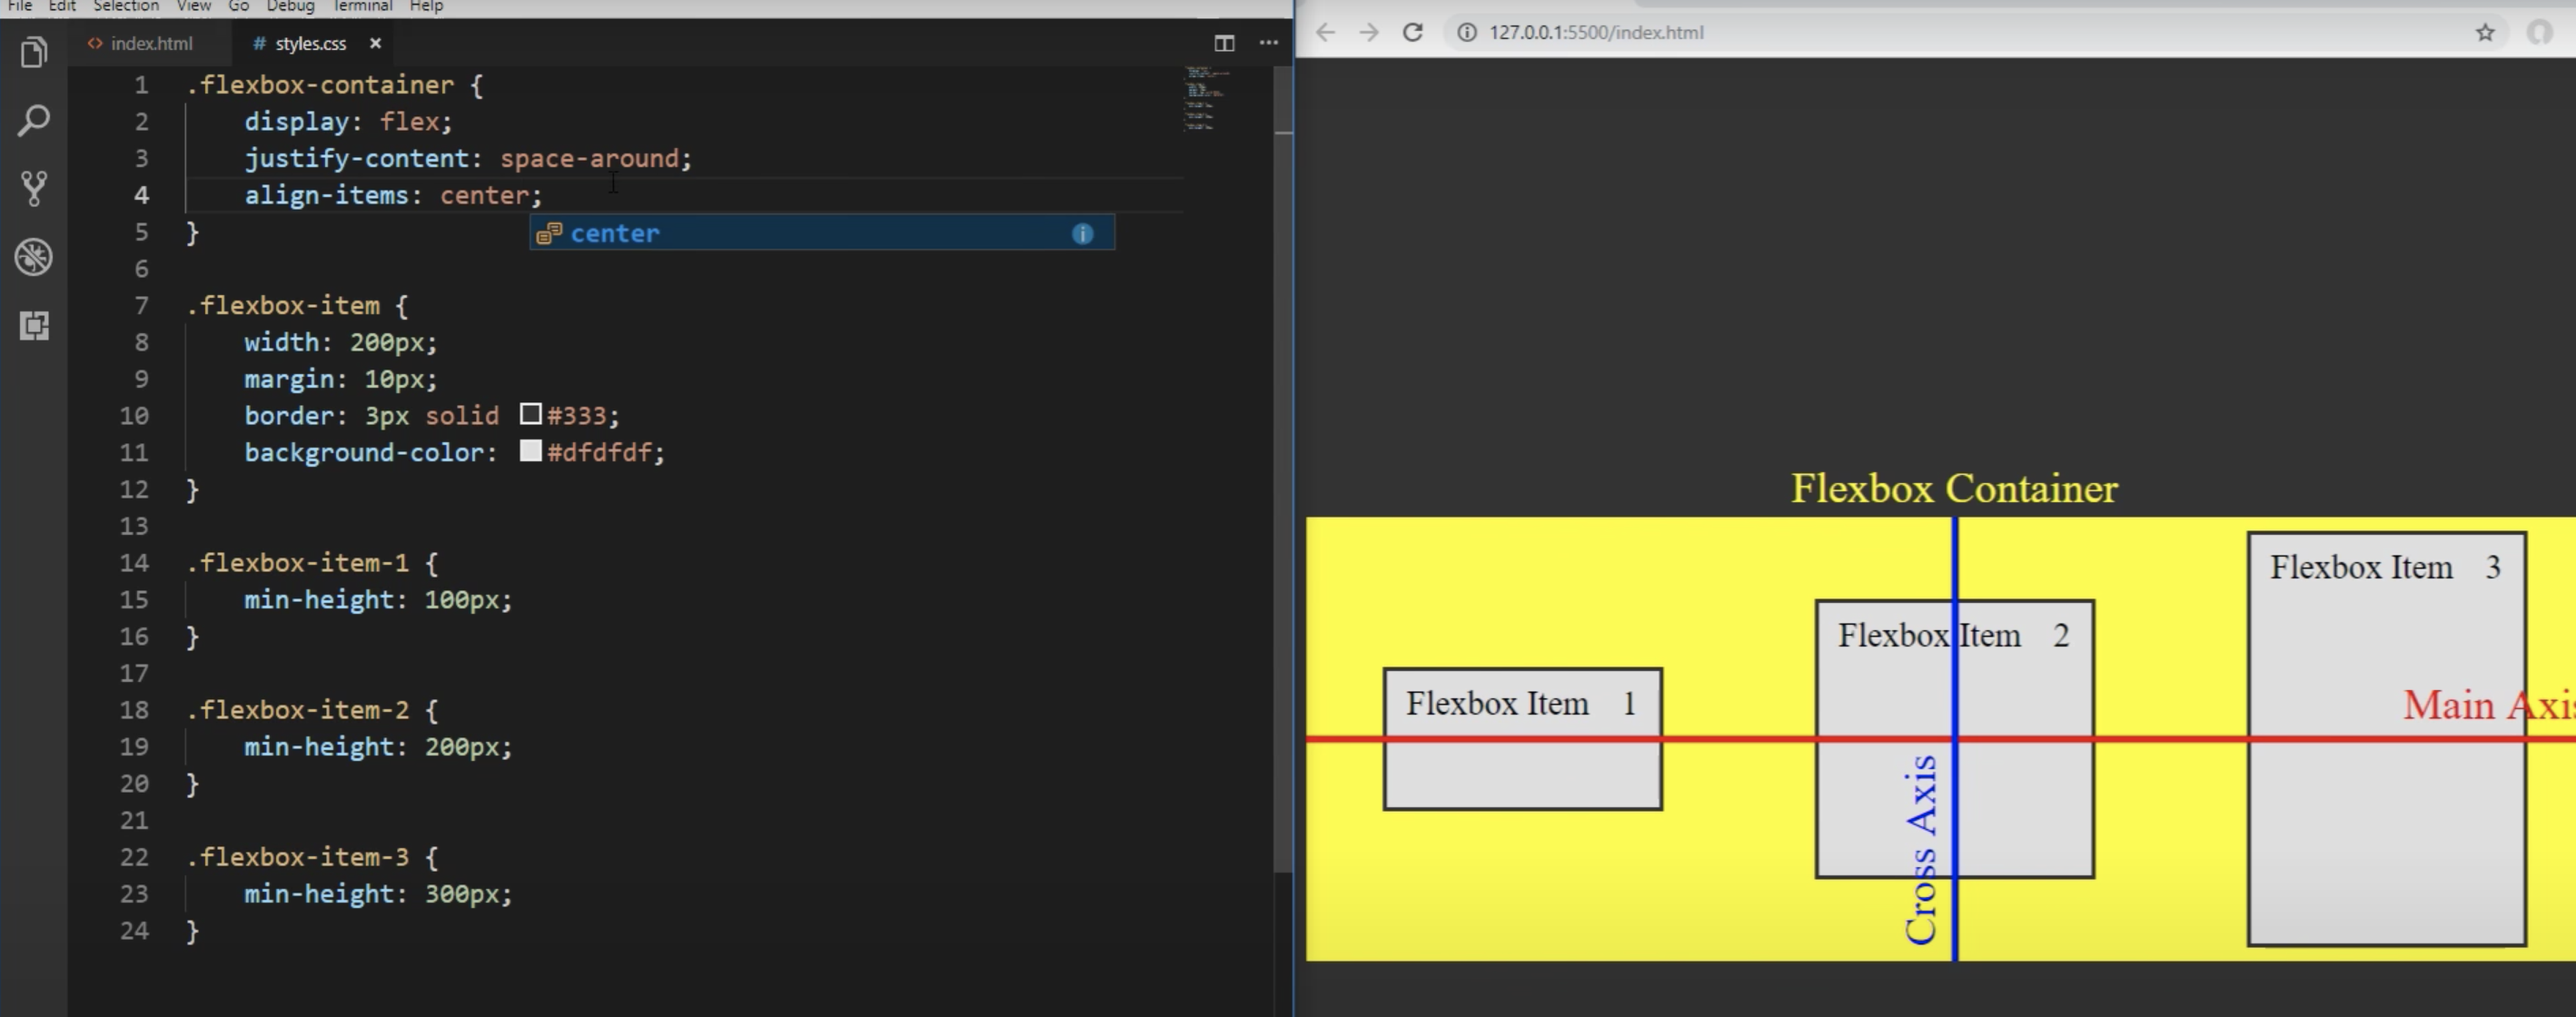 File Edit Selection View Go Debug Terminal Help
index.html # styles.css ×
127.0.0.1:5500/index.html
1 .flexbox-container {
2 display: flex;
3 justify-content: space-around;
4 align-items: center;
center
5 }
6
7 .flexbox-item {
8 width: 200px;
9 margin: 10px;
10 border: 3px solid #333;
11 background-color: #dfdfdf;
12 }
13
14 .flexbox-item-1 {
15 min-height: 100px;
16 }
17
18 .flexbox-item-2 {
19 min-height: 200px;
20 }
21
22 .flexbox-item-3 {
23 min-height: 300px;
24 }
Flexbox Container
Flexbox Item 1
Flexbox Item 2
Flexbox Item 3
Main Axis
Cross Axis